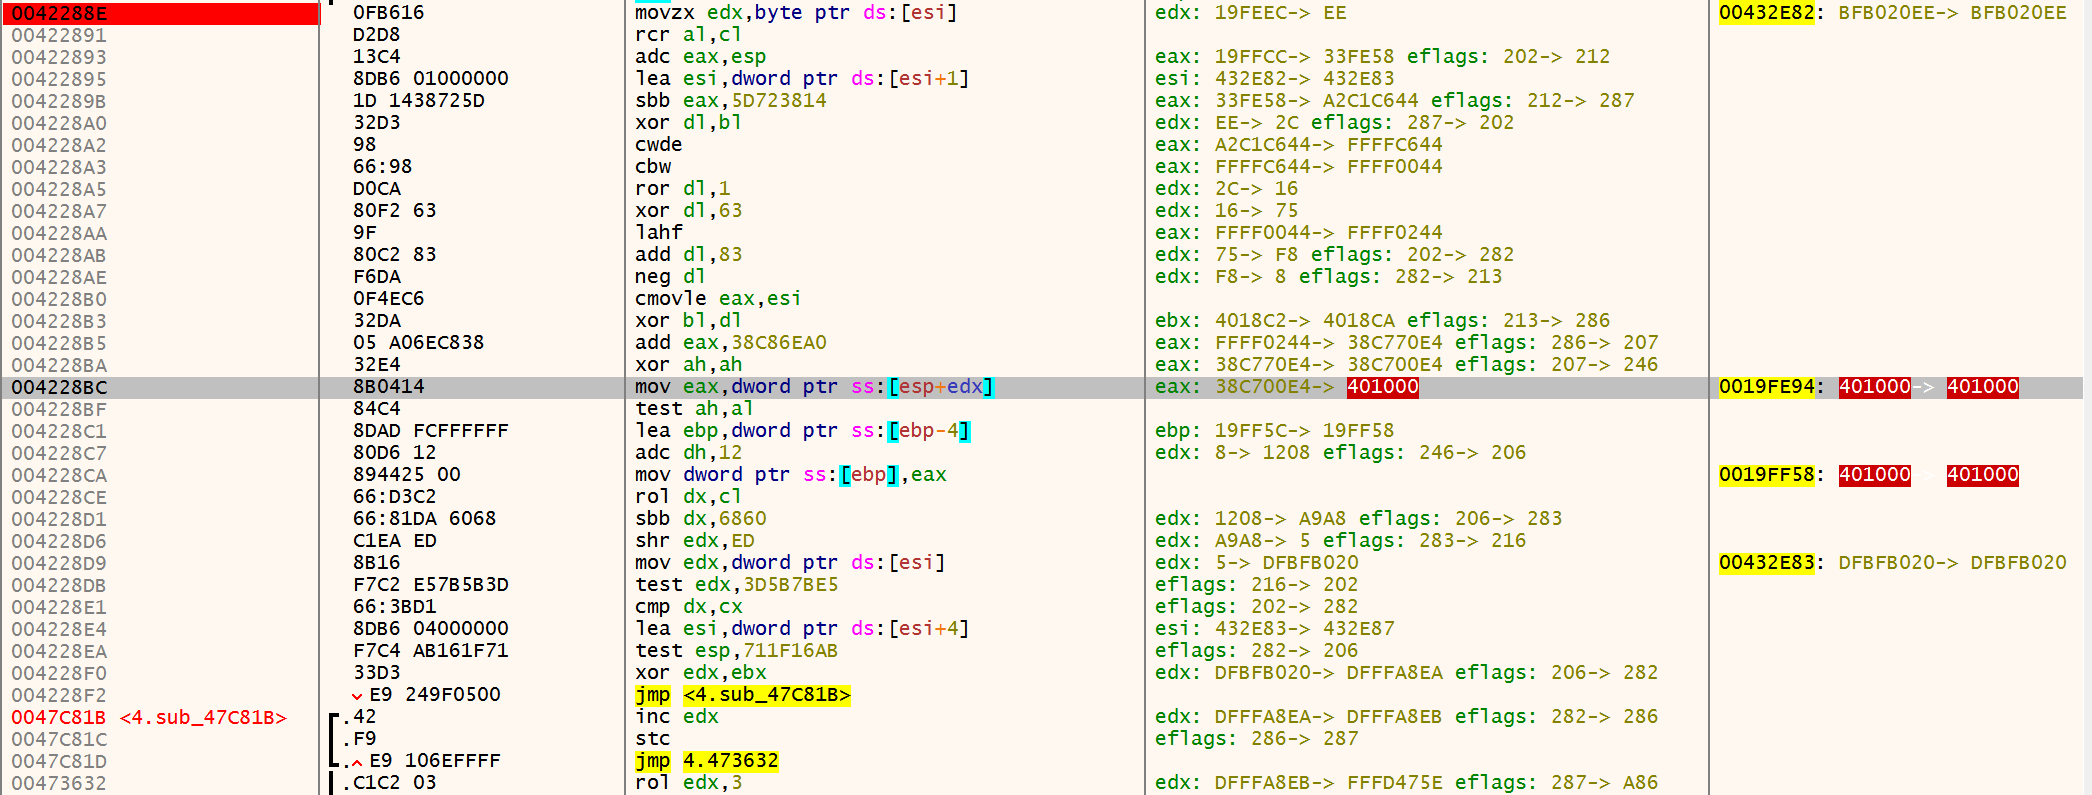 0042288E 0FB616 movzx edx,byte ptr ds:[esi] edx: 19FEEC-> EE 00432E82: BFB020EE-> BFB020EE
00422891 D2D8 rcr al,cl
00422893 13C4 adc eax,esp eax: 19FFCC-> 33FE58 eflags: 202-> 212
00422895 8DB6 01000000 lea esi,dword ptr ds:[esi+1] esi: 432E82-> 432E83
0042289B 1D 1438725D sbb eax,5D723814 eax: 33FE58-> A2C1C644 eflags: 212-> 287
004228A0 32D3 xor dl,bl edx: EE-> 2C eflags: 287-> 202
004228A2 98 cwde eax: A2C1C644-> FFFFC644
004228A3 66:98 cbw eax: FFFFC644-> FFFF0044
004228A5 D0CA ror dl,1 edx: 2C-> 16
004228A7 80F2 63 xor dl,63 edx: 16-> 75
004228AA 9F lahf eax: FFFF0044-> FFFF0244
004228AB 80C2 83 add dl,83 edx: 75-> F8 eflags: 202-> 282
004228AE F6DA neg dl edx: F8-> 8 eflags: 282-> 213
004228B0 0F4EC6 cmovle eax,esi
004228B3 32DA xor bl,dl ebx: 4018C2-> 4018CA eflags: 213-> 286
004228B5 05 A06EC838 add eax,38C86EA0 eax: FFFF0244-> 38C770E4 eflags: 286-> 207
004228BA 32E4 xor ah,ah eax: 38C770E4-> 38C700E4 eflags: 207-> 246
004228BC 8B0414 mov eax,dword ptr ss:[esp+edx] eax: 38C700E4-> 401000 0019FE94: 401000-> 401000
004228BF 84C4 test ah,al
004228C1 8DAD FCFFFFFF lea ebp,dword ptr ss:[ebp-4] ebp: 19FF5C-> 19FF58
004228C7 80D6 12 adc dh,12 edx: 8-> 1208 eflags: 246-> 206
004228CA 894425 00 mov dword ptr ss:[ebp],eax 0019FF58: 401000 401000
004228CE 66:D3C2 rol dx,cl
004228D1 66:81DA 6068 sbb dx,6860 edx: 1208-> A9A8 eflags: 206-> 283
004228D6 C1EA ED shr edx,ED edx: A9A8-> 5 eflags: 283-> 216
004228D9 8B16 mov edx,dword ptr ds:[esi] edx: 5-> DFBFB020 00432E83: DFBFB020-> DFBFB020
004228DB F7C2 E57B5B3D test edx,3D5B7BE5 eflags: 216-> 202
004228E1 66:3BD1 cmp dx,cx eflags: 202-> 282
004228E4 8DB6 04000000 lea esi,dword ptr ds:[esi+4] esi: 432E83-> 432E87
004228EA F7C4 AB161F71 test esp,711F16AB eflags: 282-> 206
004228F0 33D3 xor edx,ebx edx: DFBFB020-> DFFFA8EA eflags: 206-> 282
004228F2 E9 249F0500 jmp <4.sub_47C81B>
0047C81B <4.sub_47C81B> .42 inc edx edx: DFFFA8EA-> DFFFA8EB eflags: 282-> 286
0047C81C .F9 stc eflags: 286-> 287
0047C81D .E9 106EFFFF jmp 4.473632
00473632 .C1C2 03 rol edx,3 edx: DFFFA8EB-> FFFD475E eflags: 287-> A86